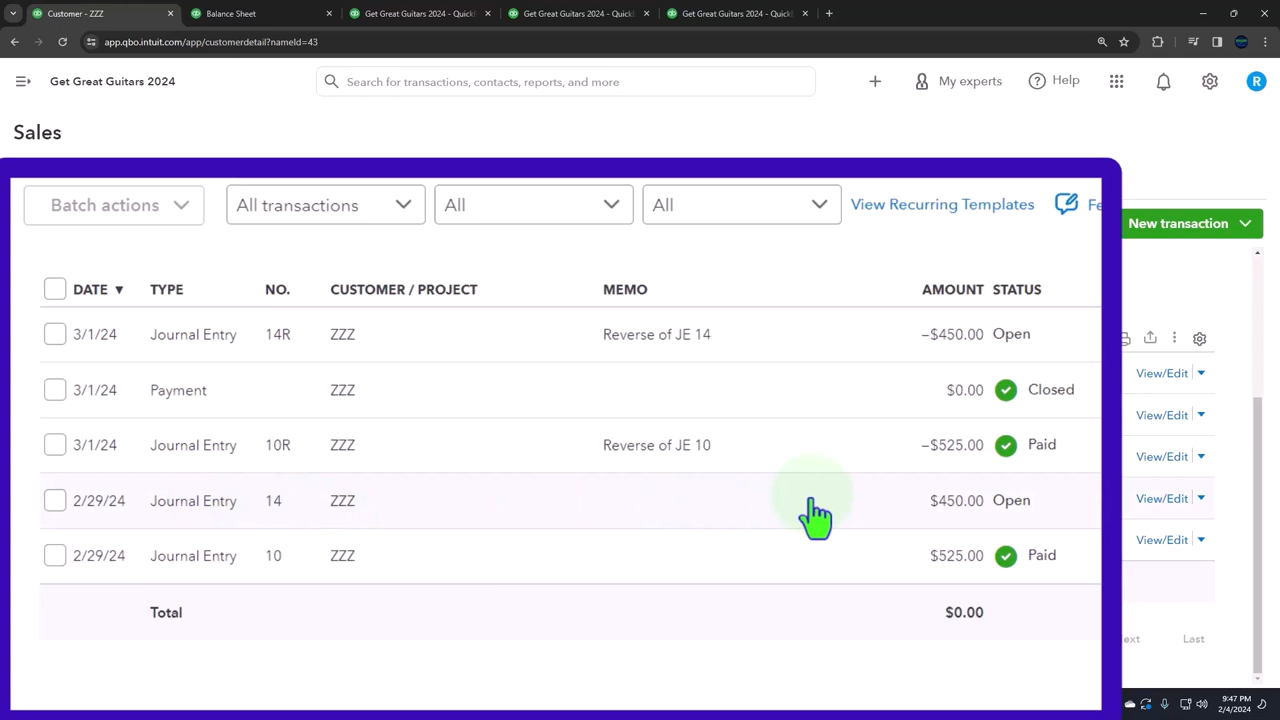 Customer - ZZZ
Balance Sheet
Get Great Guitars 2024 - Quick
Get Great Guitars 2024 - Quick
Get Great Guitars 2024 - Quick
app.qbo.intuit.com/app/customerdetail?nameId=43
Get Great Guitars 2024
Search for transactions, contacts, reports, and more
My experts
Help
R
Sales
Batch actions
All transactions
All
All
View Recurring Templates
Fe
New transaction
DATE ▼ TYPE NO. CUSTOMER / PROJECT MEMO AMOUNT STATUS
3/1/24 Journal Entry 14R ZZZ Reverse of JE 14 –$450.00 Open
View/Edit
3/1/24 Payment ZZZ $0.00 Closed
View/Edit
3/1/24 Journal Entry 10R ZZZ Reverse of JE 10 –$525.00 Paid
View/Edit
2/29/24 Journal Entry 14 ZZZ $450.00 Open
View/Edit
2/29/24 Journal Entry 10 ZZZ $525.00 Paid
View/Edit
Total $0.00
ext Last
9:47 PM
2/4/2024